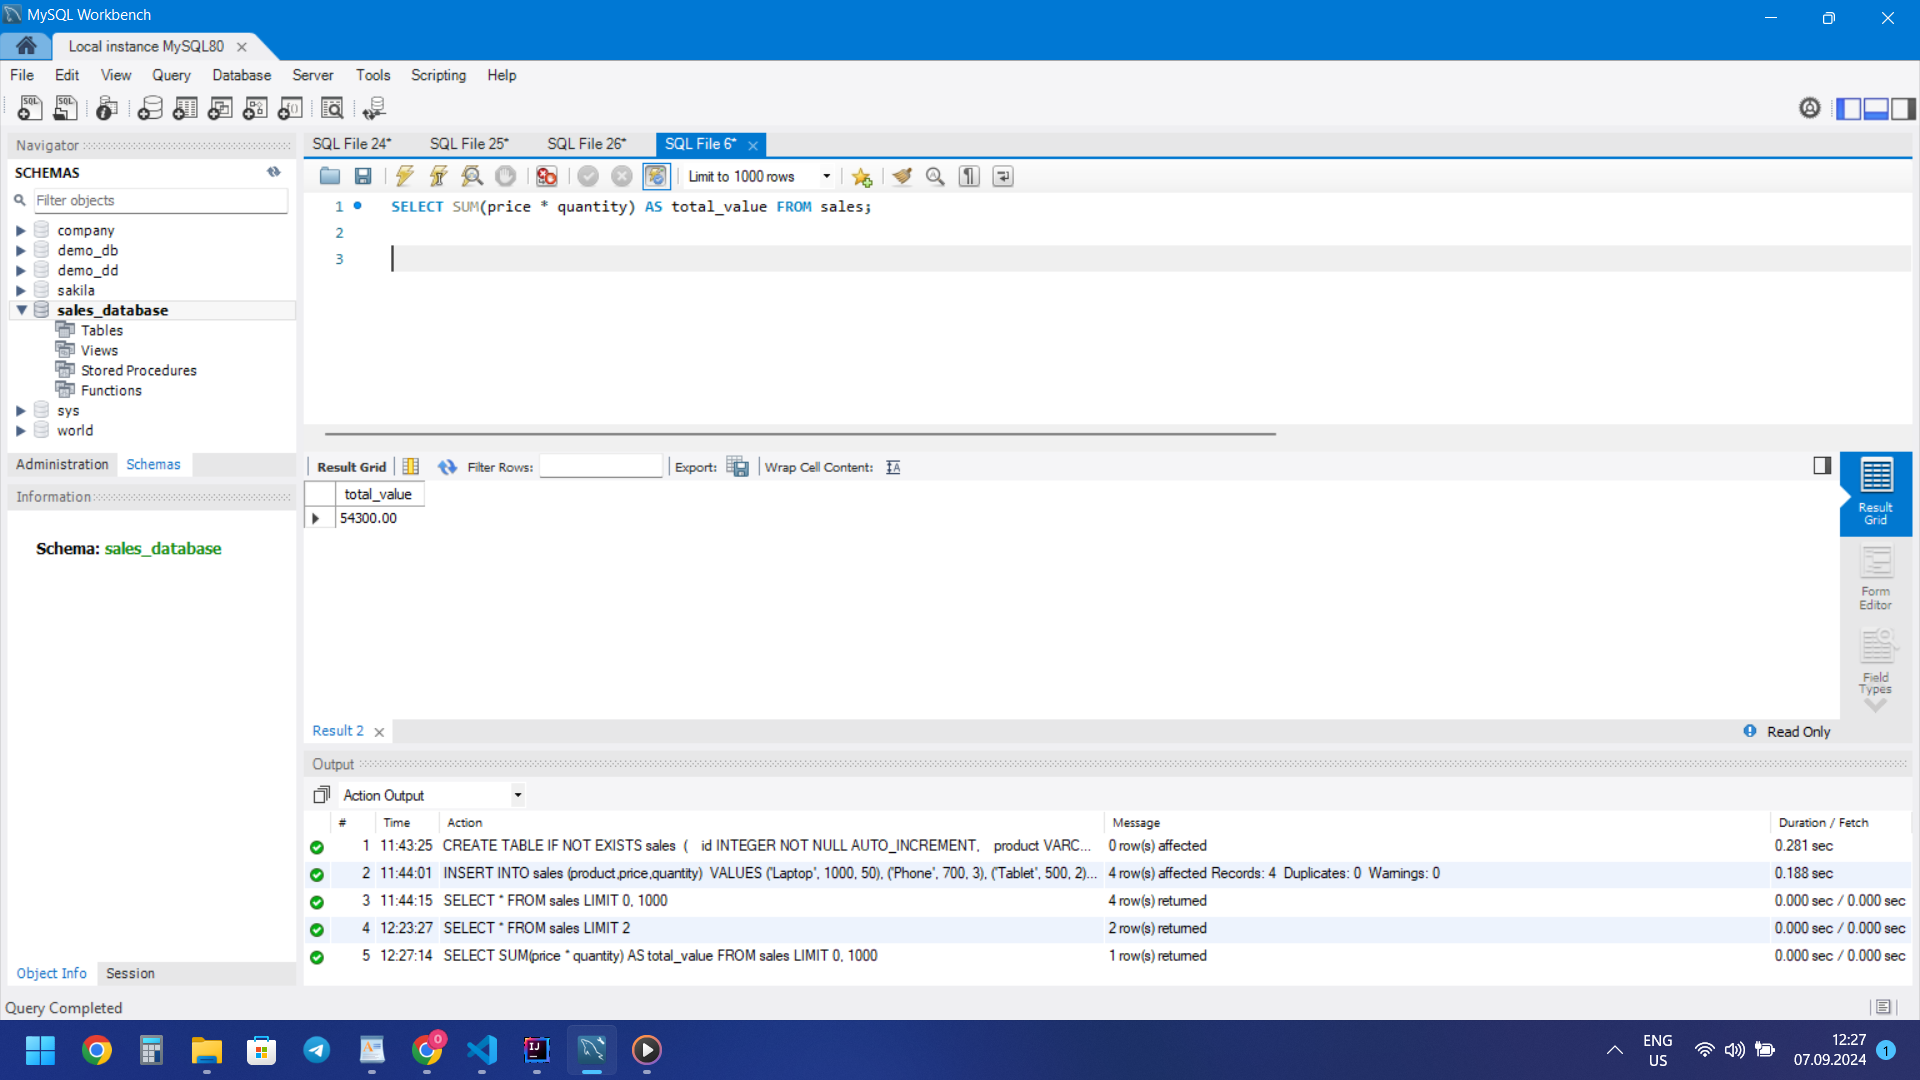 MySQL Workbench
Local instance MySQL80
File Edit View Query Database Server Tools Scripting Help
Navigator
SCHEMAS
Filter objects
company
demo_db
demo_dd
sakila
sales_database
Tables
Views
Stored Procedures
Functions
sys
world
Administration Schemas
Information
Schema: sales_database
Object Info Session
SQL File 24* SQL File 25* SQL File 26* SQL File 6*
Limit to 1000 rows
1 SELECT SUM(price * quantity) AS total_value FROM sales;
2
3
Result Grid Filter Rows: Export: Wrap Cell Content:
total_value
54300.00
Result Grid
Form Editor
Field Types
Result 2 Read Only
Output
Action Output
# Time Action Message Duration / Fetch
1 11:43:25 CREATE TABLE IF NOT EXISTS sales ( id INTEGER NOT NULL AUTO_INCREMENT, product VARC... 0 row(s) affected 0.281 sec
2 11:44:01 INSERT INTO sales (product,price,quantity) VALUES ('Laptop', 1000, 50), ('Phone', 700, 3), ('Tablet', 500, 2)... 4 row(s) affected Records: 4 Duplicates: 0 Warnings: 0 0.188 sec
3 11:44:15 SELECT * FROM sales LIMIT 0, 1000 4 row(s) returned 0.000 sec / 0.000 sec
4 12:23:27 SELECT * FROM sales LIMIT 2 2 row(s) returned 0.000 sec / 0.000 sec
5 12:27:14 SELECT SUM(price * quantity) AS total_value FROM sales LIMIT 0, 1000 1 row(s) returned 0.000 sec / 0.000 sec
Query Completed
ENG
US
12:27
07.09.2024
1